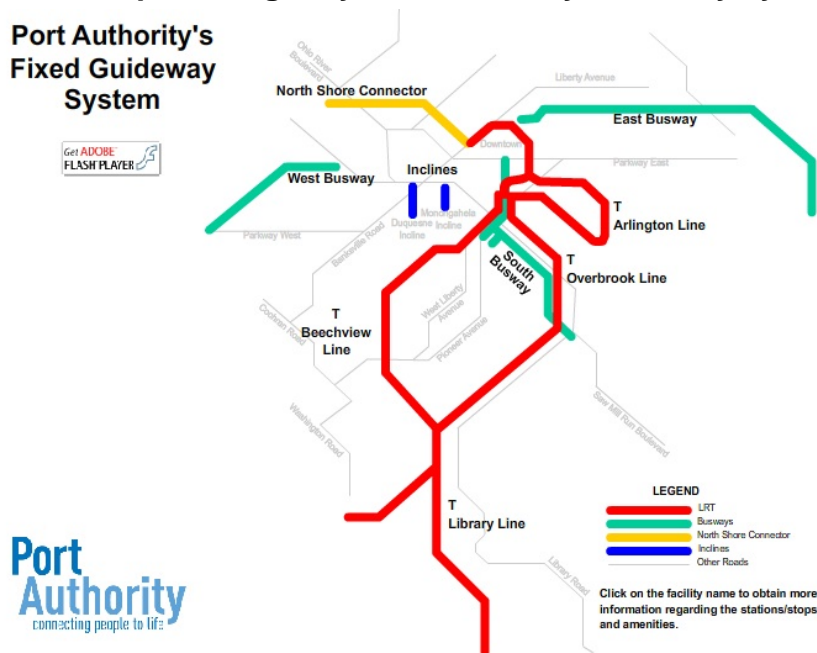 Port Authority's
Fixed Guideway
System
Get ADOBE
FLASH PLAYER
Ohio River
Boulevard
Liberty Avenue
North Shore Connector
East Busway
Downtown
Parkway East
West Busway
Inclines
Duquesne
Incline
Monongahela
Incline
T
Arlington Line
Parkway West
Banksville Road
South
Busway
T
Overbrook Line
West Liberty
Avenue
Pioneer Avenue
T
Beechview
Line
Cochran Road
Washington Road
Saw Mill Run Boulevard
T
Library Line
Library Road
LEGEND
LRT
Busways
North Shore Connector
Inclines
Other Roads
Click on the facility name to obtain more
information regarding the stations/stops
and amenities.
Port
Authority
connecting people to life